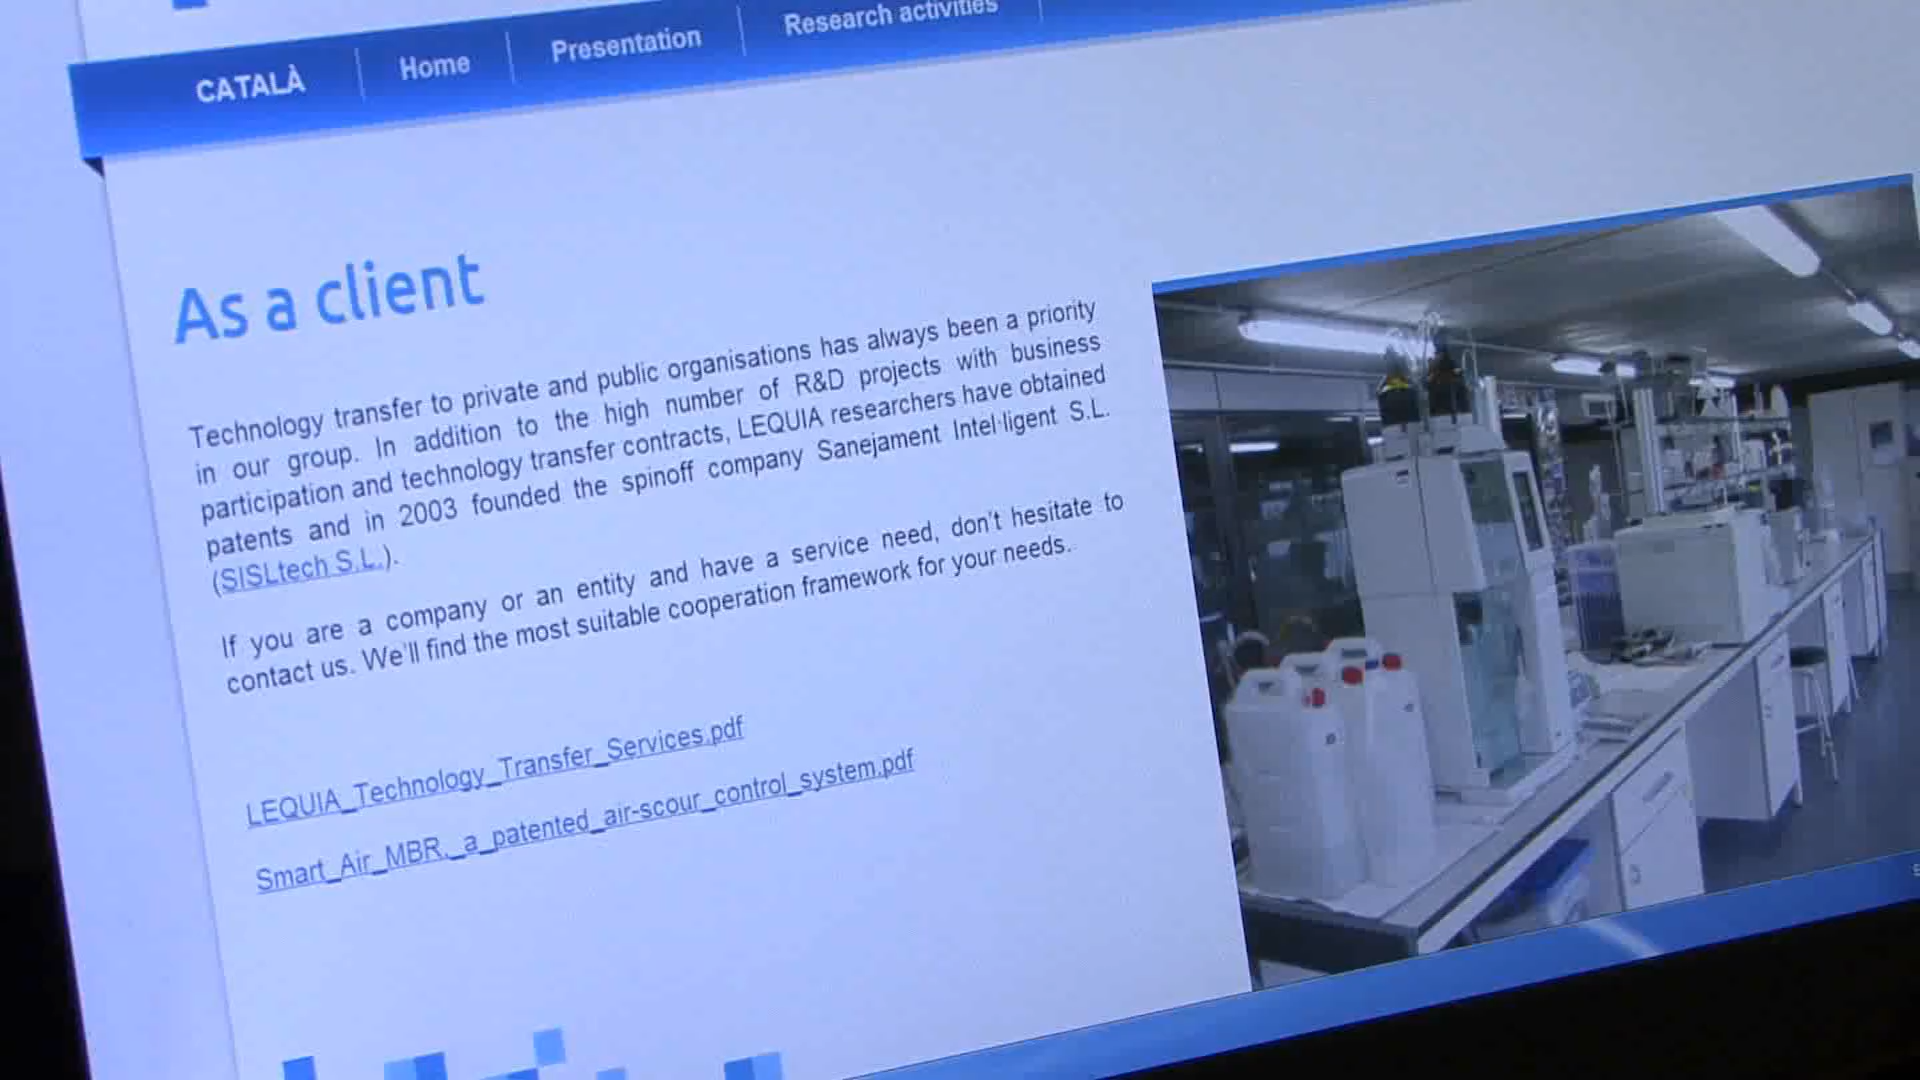 CATALÀ Home Presentation Research activities
As a client
Technology transfer to private and public organisations has always been a priority
in our group. In addition to the high number of R&D projects with business
participation and technology transfer contracts, LEQUIA researchers have obtained
patents and in 2003 founded the spinoff company Sanejament Intel·ligent S.L.
(SISLtech S.L.).
If you are a company or an entity and have a service need, don't hesitate to
contact us. We'll find the most suitable cooperation framework for your needs.
LEQUIA_Technology_Transfer_Services.pdf
Smart_Air_MBR,_a_patented_air-scour_control_system.pdf